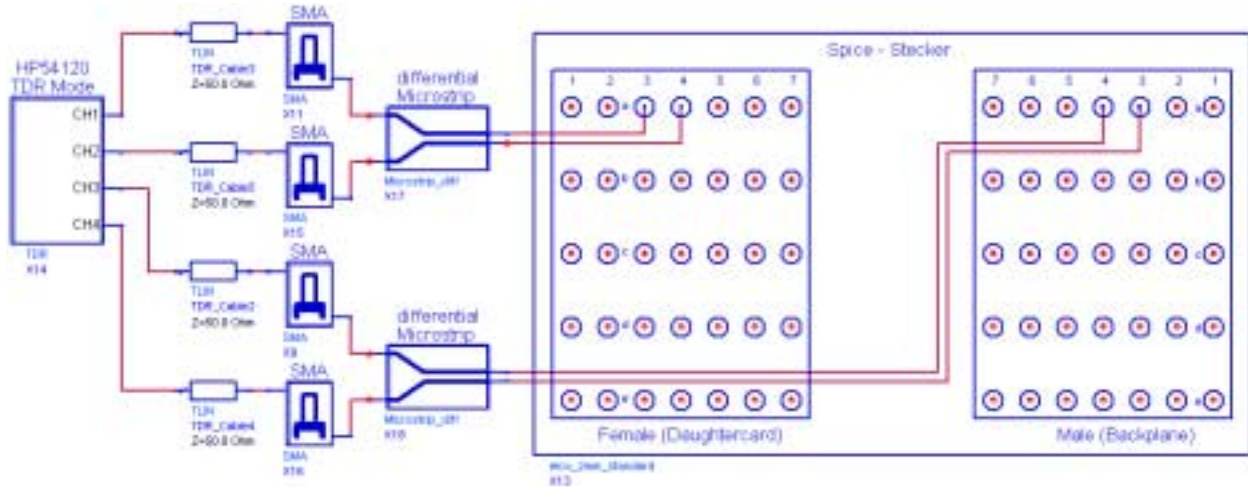 HP54120
TDR Mode
CH1
CH2
CH3
CH4
TDR
X14
TLIN
Z=50.0 Ohm
SMA
SMA
X11
TLIN
Z=50.0 Ohm
SMA
SMA
X15
TLIN
TDR_Cable2
Z=50.0 Ohm
SMA
SMA
X9
TLIN
TDR_Cable4
Z=50.0 Ohm
SMA
SMA
X16
differential
Microstrip
Microstrip_diff
X17
differential
Microstrip
Microstrip_diff
X18
Spice - Stecker
1 2 3 4 5 6 7
a
b
c
d
e
Female (Daughtercard)
7 6 5 4 3 2 1
a
b
c
d
e
Male (Backplane)
X13